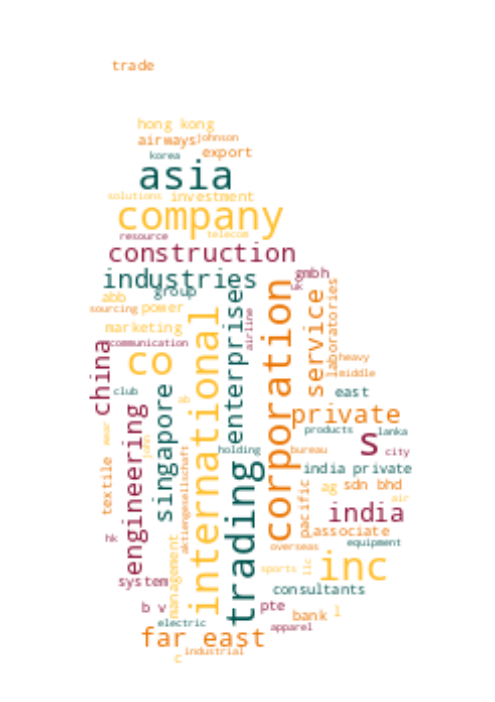 trade
hong kong
airways
johnson
korea
export
asia
solutions
investment
company
resource
telecom
construction
industries
gmbh
group
abb
sourcing
power
marketing
communication
airline
enterprises
corporation
service
laboratories
china
co
international
heavy
middle
club
east
singapore
private
engineering
textile
john
products
lanka
s
city
holding
bureau
india private
aktiengesellschaft
trading
ag
sdn bhd
air
pacific
india
associate
hk
management
overseas
equipment
system
sports
llc
inc
consultants
b v
pte
bank
l
electric
apparel
far east
industrial
c